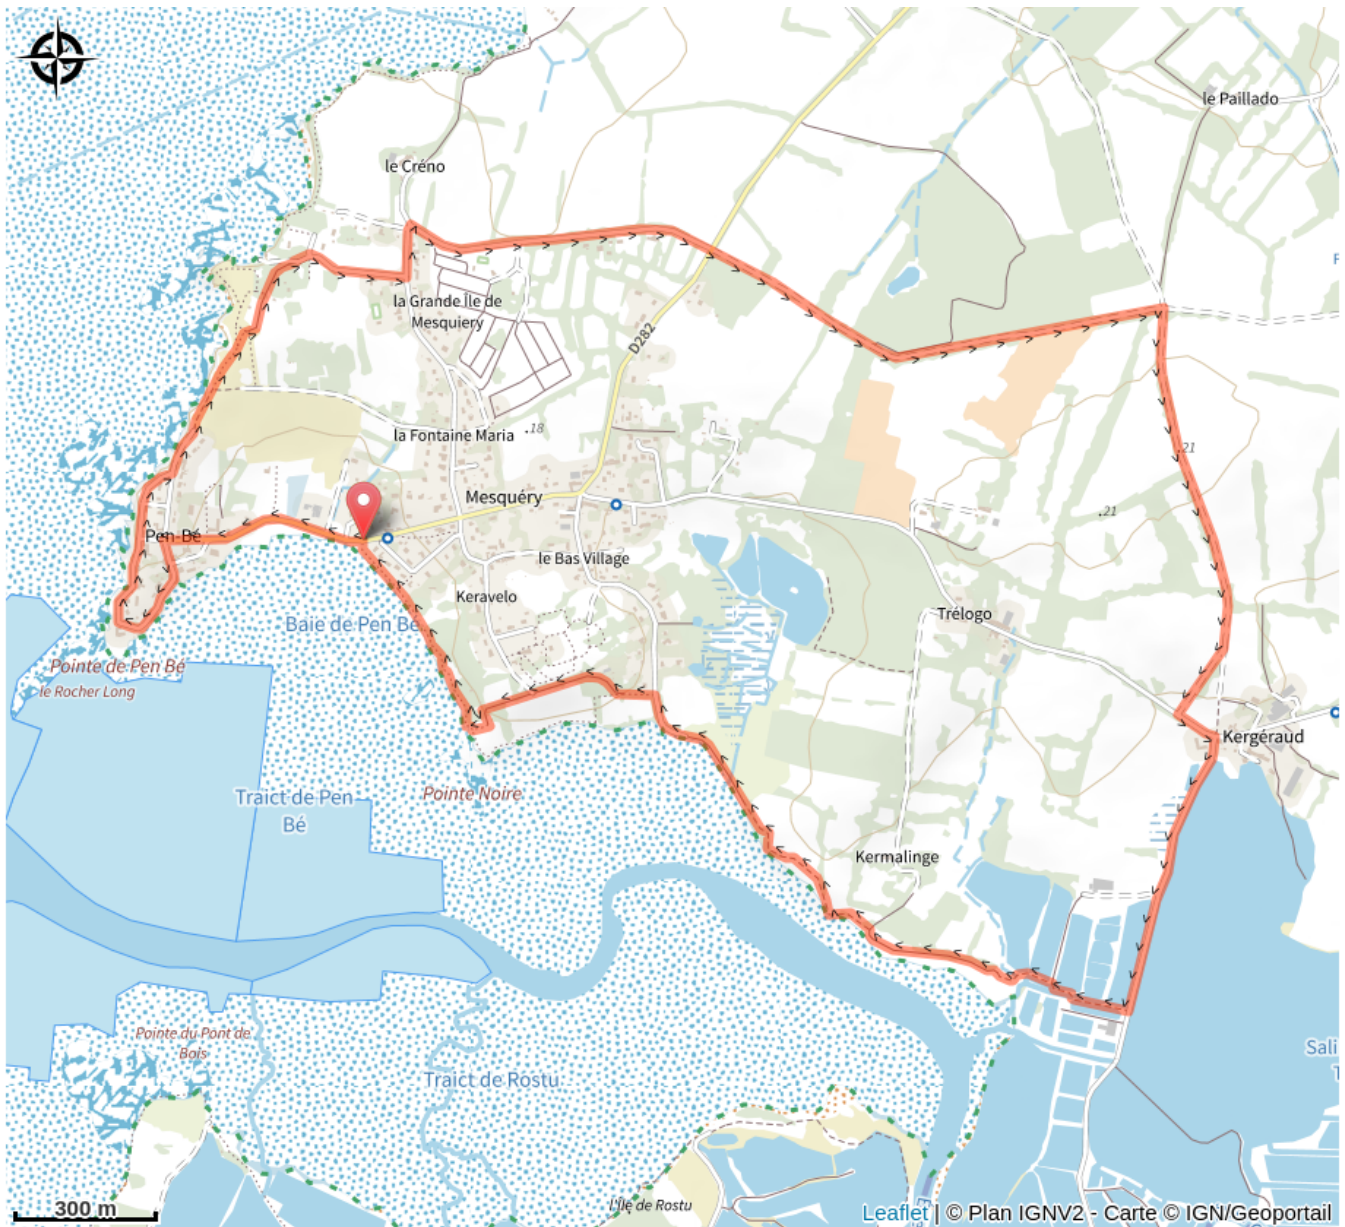 le Paillado
le Créno
la Grande Île de
Mesquiery
D282
la Fontaine Maria
.18
21
.21
Mesquéry
Pen-Bé
le Bas Village
Keravelo
Trélogo
Baie de Pen Bé
Pointe de Pen Bé
le Rocher Long
Kergéraud
Pointe Noire
Traict de Pen
Bé
Kermalinge
Pointe du Pont de
Bais
Sali
Traict de Rostu
l'Île de Rostu
300 m
Leaflet | © Plan IGNV2 - Carte © IGN/Geoportail